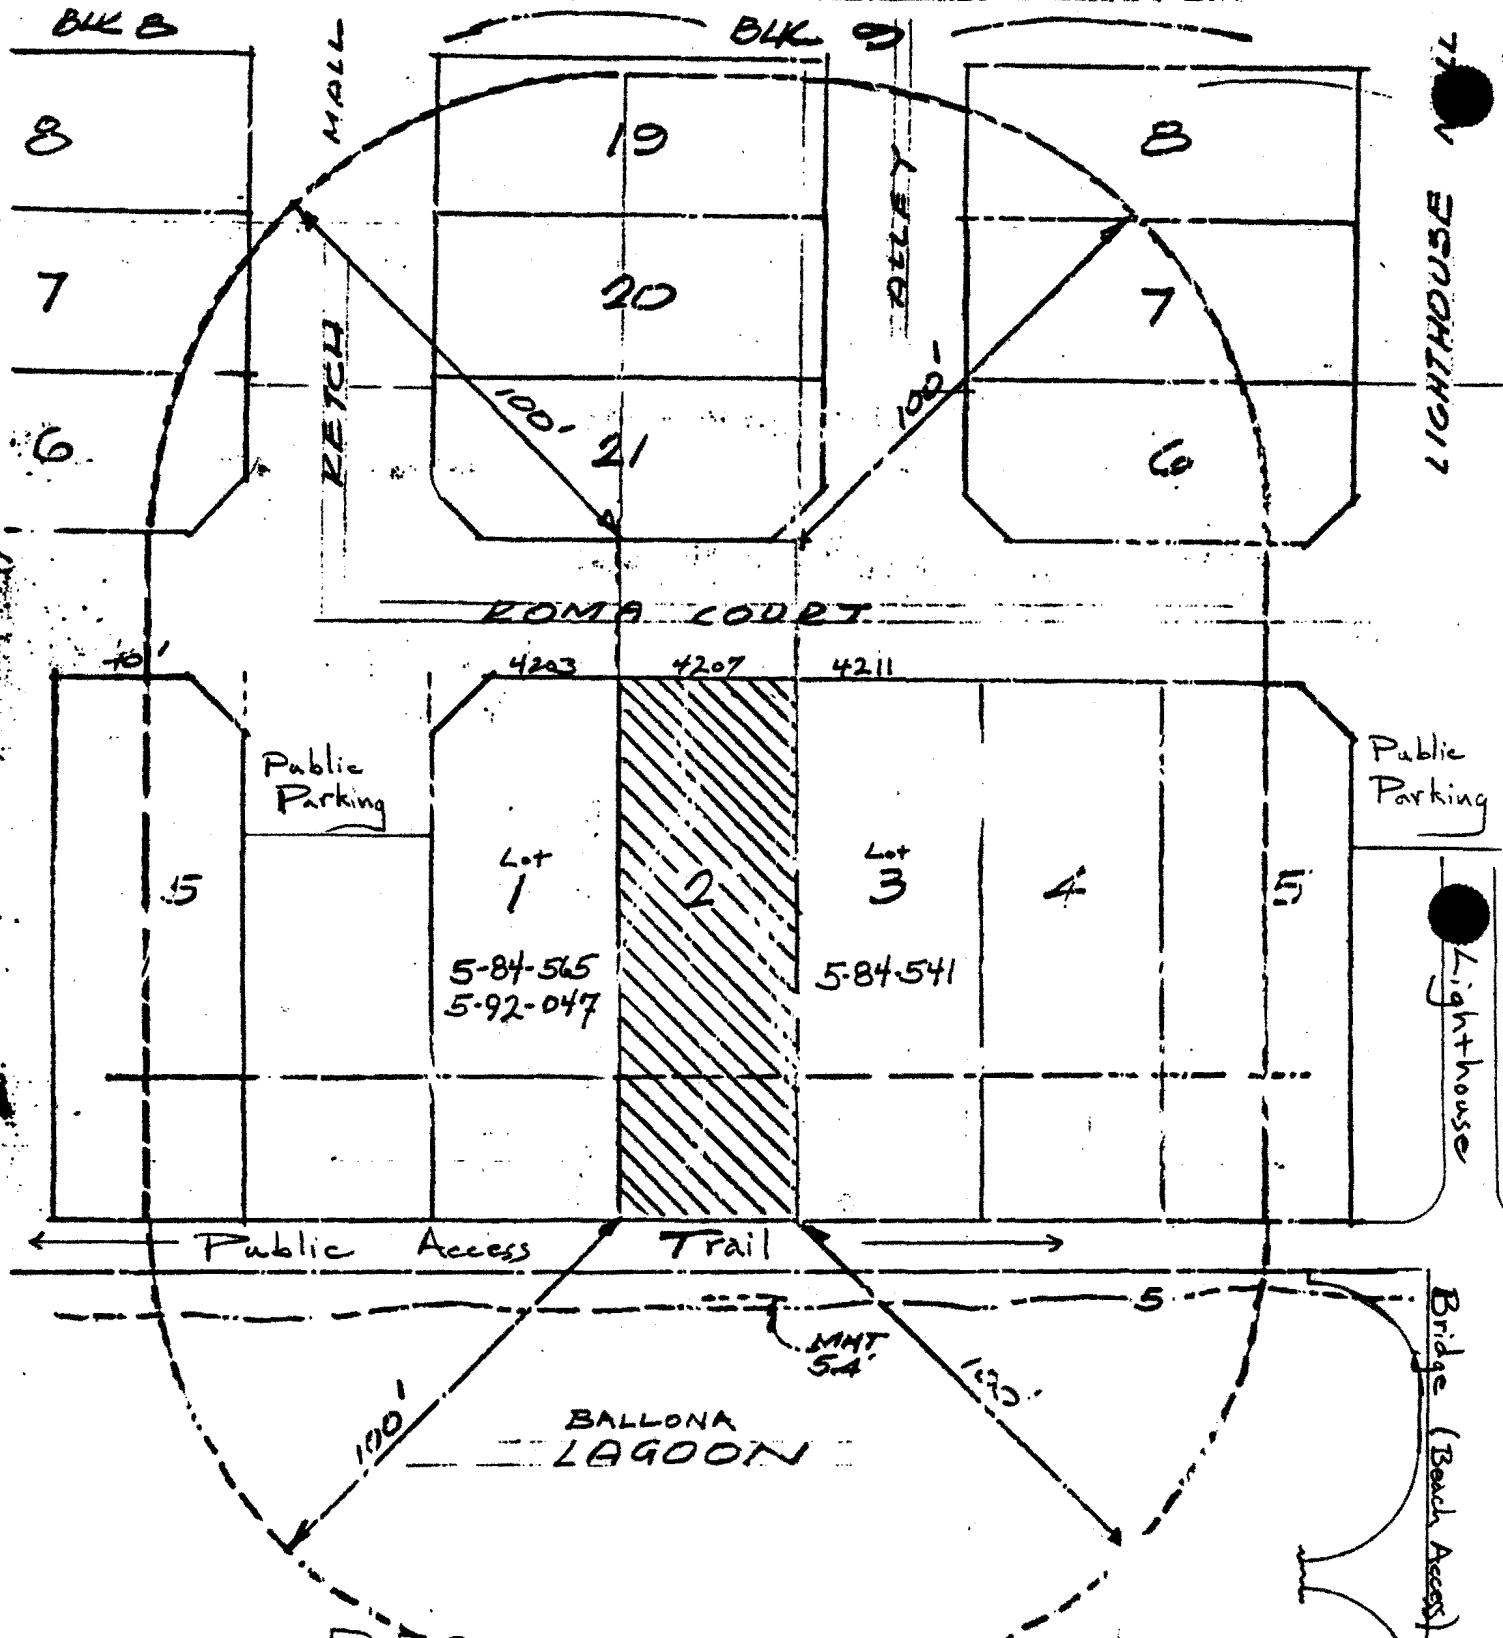 BLK 8
MALL
BLK 9
8
19
8
ALLEY
LIGHTHOUSE
7
20
7
RETCH
100'
100'
6
21
6
ROMA COURT
40'
4203
4207
4211
Public
Parking
Public
Parking
5
Lot
1
2
Lot
3
4
5
5-84-565
5-92-047
5-84-541
Lighthouse
Public Access Trail
5
MHT
5.4'
Bridge (Beach Access)
100'
100'
BALLONA
LAGOON